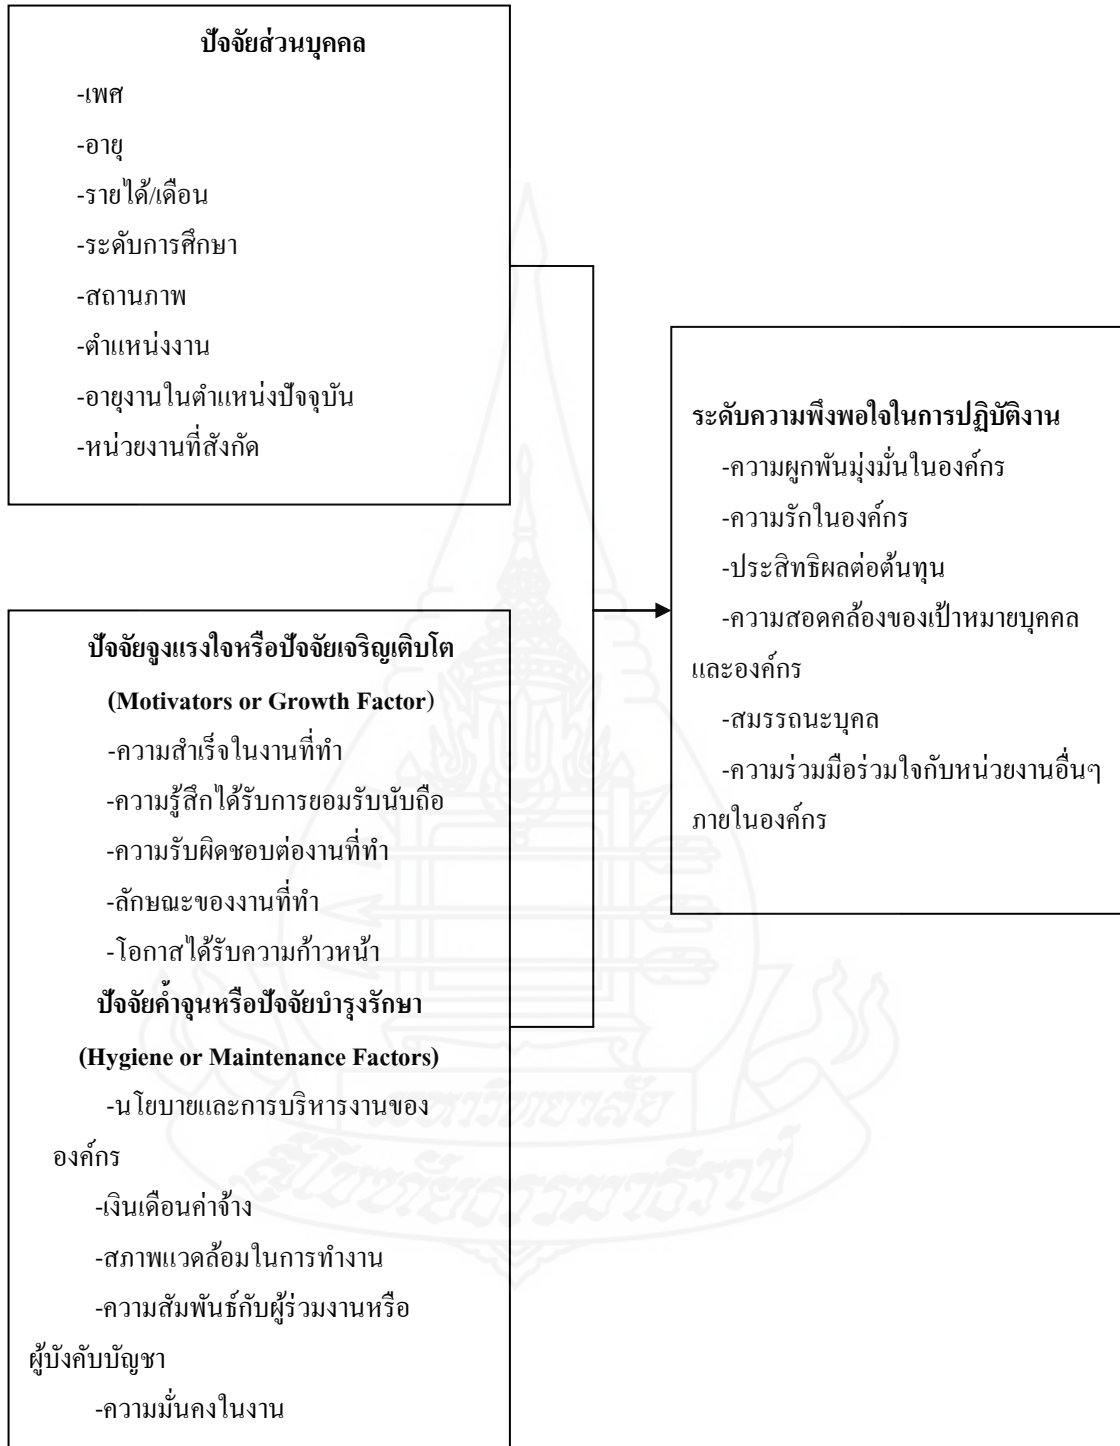 ปัจจัยส่วนบุคคล
-เพศ
-อายุ
-รายได้/เดือน
-ระดับการศึกษา
-สถานภาพ
-ตำแหน่งงาน
-อายุงานในตำแหน่งปัจจุบัน
-หน่วยงานที่สังกัด
ปัจจัยจูงแรงใจหรือปัจจัยเจริญเติบโต
(Motivators or Growth Factor)
-ความสำเร็จในงานที่ทำ
-ความรู้สึกได้รับการยอมรับนับถือ
-ความรับผิดชอบต่องานที่ทำ
-ลักษณะของงานที่ทำ
-โอกาสได้รับความก้าวหน้า
ปัจจัยค้ำจุนหรือปัจจัยบำรุงรักษา
(Hygiene or Maintenance Factors)
-นโยบายและการบริหารงานของ
องค์กร
-เงินเดือนค่าจ้าง
-สภาพแวดล้อมในการทำงาน
-ความสัมพันธ์กับผู้ร่วมงานหรือ
ผู้บังคับบัญชา
-ความมั่นคงในงาน
ระดับความพึงพอใจในการปฏิบัติงาน
-ความผูกพันมุ่งมั่นในองค์กร
-ความรักในองค์กร
-ประสิทธิผลต่อต้นทุน
-ความสอดคล้องของเป้าหมายบุคคล
และองค์กร
-สมรรถนะบุคล
-ความร่วมมือร่วมใจกับหน่วยงานอื่นๆ
ภายในองค์กร
มหาวิทยาลัย
สุโขทัยธรรมาธิราช